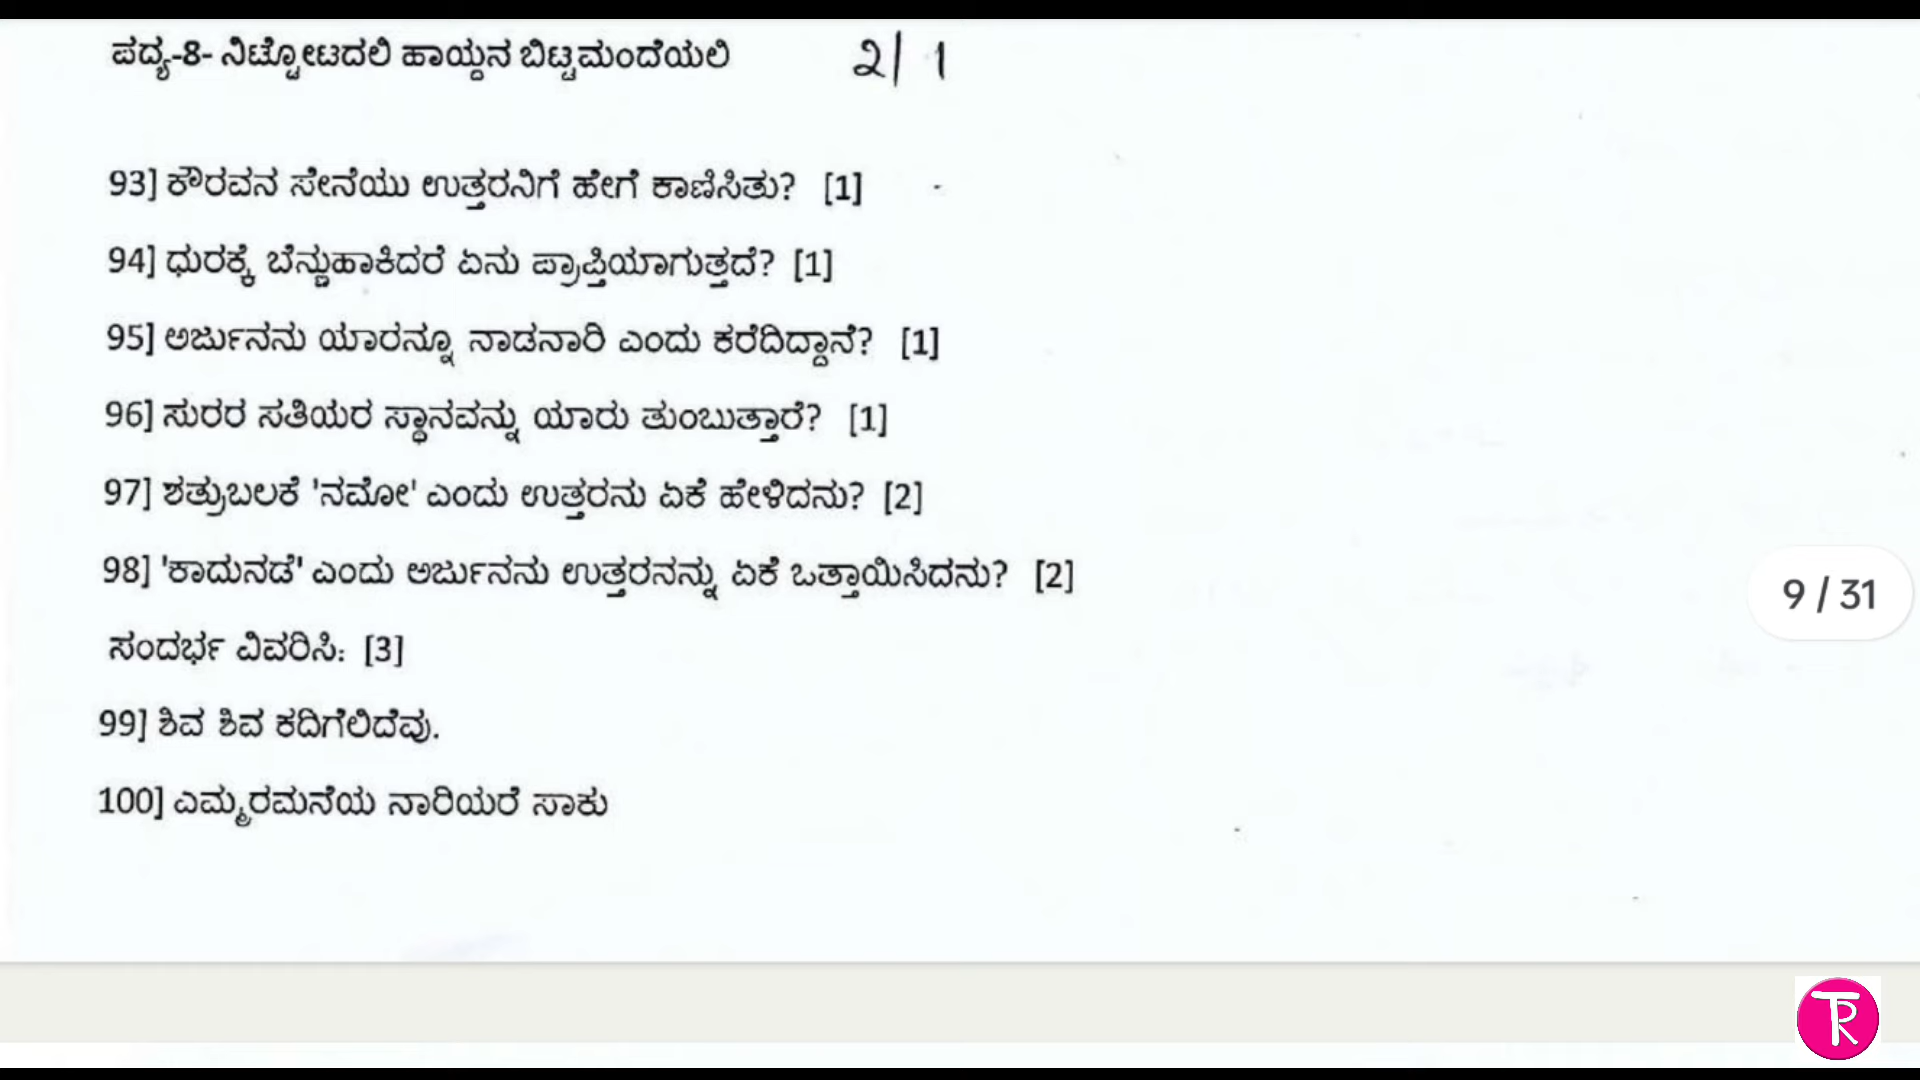 ಪದ್ಯ-8- ನಿಟ್ಟೋಟದಲಿ ಹಾಯ್ದನ ಬಿಟ್ಟಮಂದೆಯಲಿ ೨/ 1
93] ಕೌರವನ ಸೇನೆಯು ಉತ್ತರನಿಗೆ ಹೇಗೆ ಕಾಣಿಸಿತು? [1]
94] ಧುರಕ್ಕೆ ಬೆನ್ನುಹಾಕಿದರೆ ಏನು ಪ್ರಾಪ್ತಿಯಾಗುತ್ತದೆ? [1]
95] ಅರ್ಜುನನು ಯಾರನ್ನೂ ನಾಡನಾರಿ ಎಂದು ಕರೆದಿದ್ದಾನೆ? [1]
96] ಸುರರ ಸತಿಯರ ಸ್ಥಾನವನ್ನು ಯಾರು ತುಂಬುತ್ತಾರೆ? [1]
97] ಶತ್ರುಬಲಕೆ 'ನಮೋ' ಎಂದು ಉತ್ತರನು ಏಕೆ ಹೇಳಿದನು? [2]
98] 'ಕಾದುನಡೆ' ಎಂದು ಅರ್ಜುನನು ಉತ್ತರನನ್ನು ಏಕೆ ಒತ್ತಾಯಿಸಿದನು? [2]
9 / 31
ಸಂದರ್ಭ ವಿವರಿಸಿ: [3]
99] ಶಿವ ಶಿವ ಕದಿಗೆಲಿದೆವು.
100] ಎಮ್ಮರಮನೆಯ ನಾರಿಯರೆ ಸಾಕು
TR